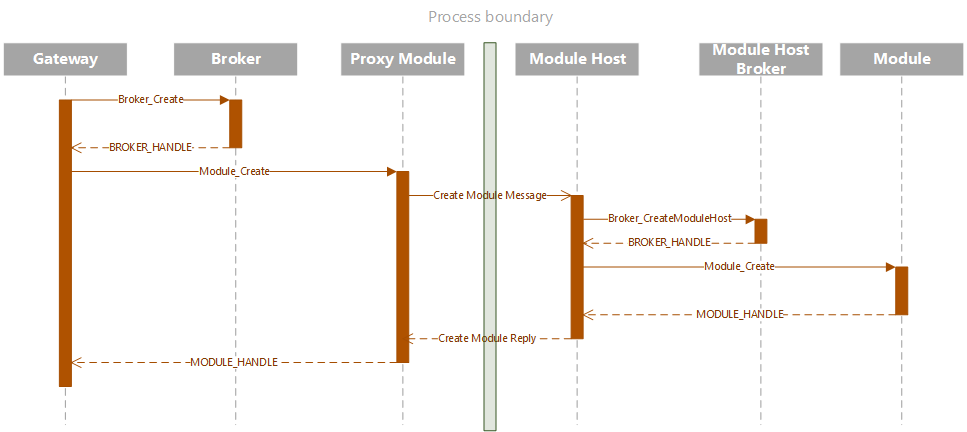 Process boundary
Gateway
Broker
Proxy Module
Module Host
Module Host
Broker
Module
Broker_Create
BROKER_HANDLE
Module_Create
Create Module Message
Broker_CreateModuleHost
BROKER_HANDLE
Module_Create
MODULE_HANDLE
Create Module Reply
MODULE_HANDLE